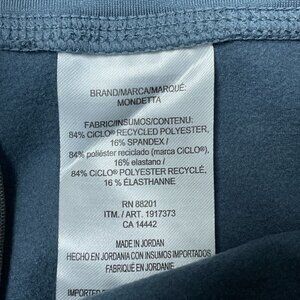 BRAND/MARCA/MARQUE:
MONDETTA
FABRIC/INSUMOS/CONTENU:
84% CiCLO® RECYCLED POLYESTER,
16% SPANDEX /
84% poliéster reciclado (marca CiCLO®),
16% elastano /
84% CiCLO® POLYESTER RECYCLÉ,
16 % ÉLASTHANNE
RN 88201
ITM. / ART. 1917373
CA 14442
MADE IN JORDAN
HECHO EN JORDANIA CON INSUMOS IMPORTADOS
FABRIQUÉ EN JORDANIE
IMPORTED